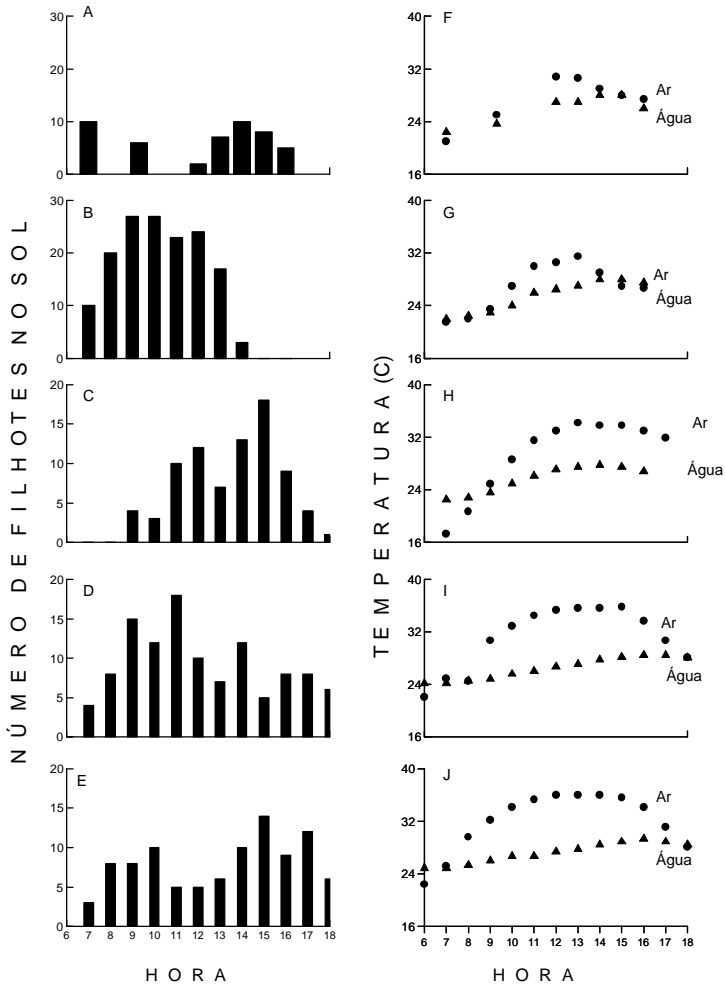 NÚMERO DE FILHOTES NO SOL
A
30
20
10
0
B
30
20
10
0
C
20
15
10
5
0
D
20
15
10
5
0
E
20
15
10
5
0
6 7 8 9 10 11 12 13 14 15 16 17 18
HORA
TEMPERATURA (C)
F
40
32
24
16
Ar
Água
G
40
32
24
16
Ar
Água
H
40
32
24
16
Ar
Água
I
40
32
24
16
Ar
Água
J
40
32
24
16
Ar
Água
6 7 8 9 10 11 12 13 14 15 16 17 18
HORA